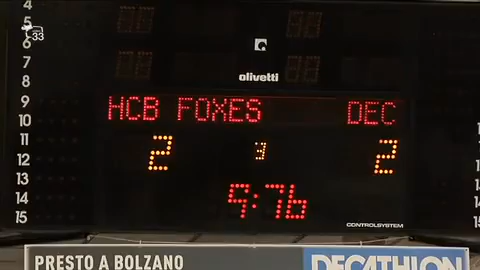 4
5
33
6
7
8
olivetti
9
HCB FOXES DEC
10
11
2 3 2
12
13
14
9:76
15
CONTROLSYSTEM
PRESTO A BOLZANO DECATHLON